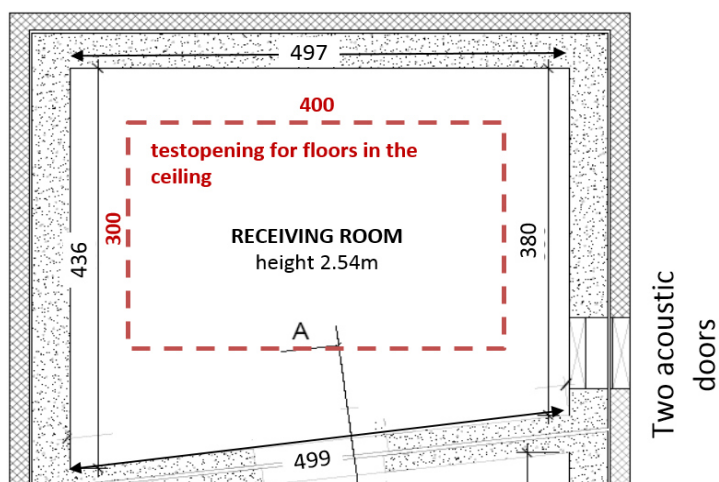 497
400
testopening for floors in the
ceiling
300
RECEIVING ROOM
height 2.54m
436
380
A
499
Two acoustic
doors